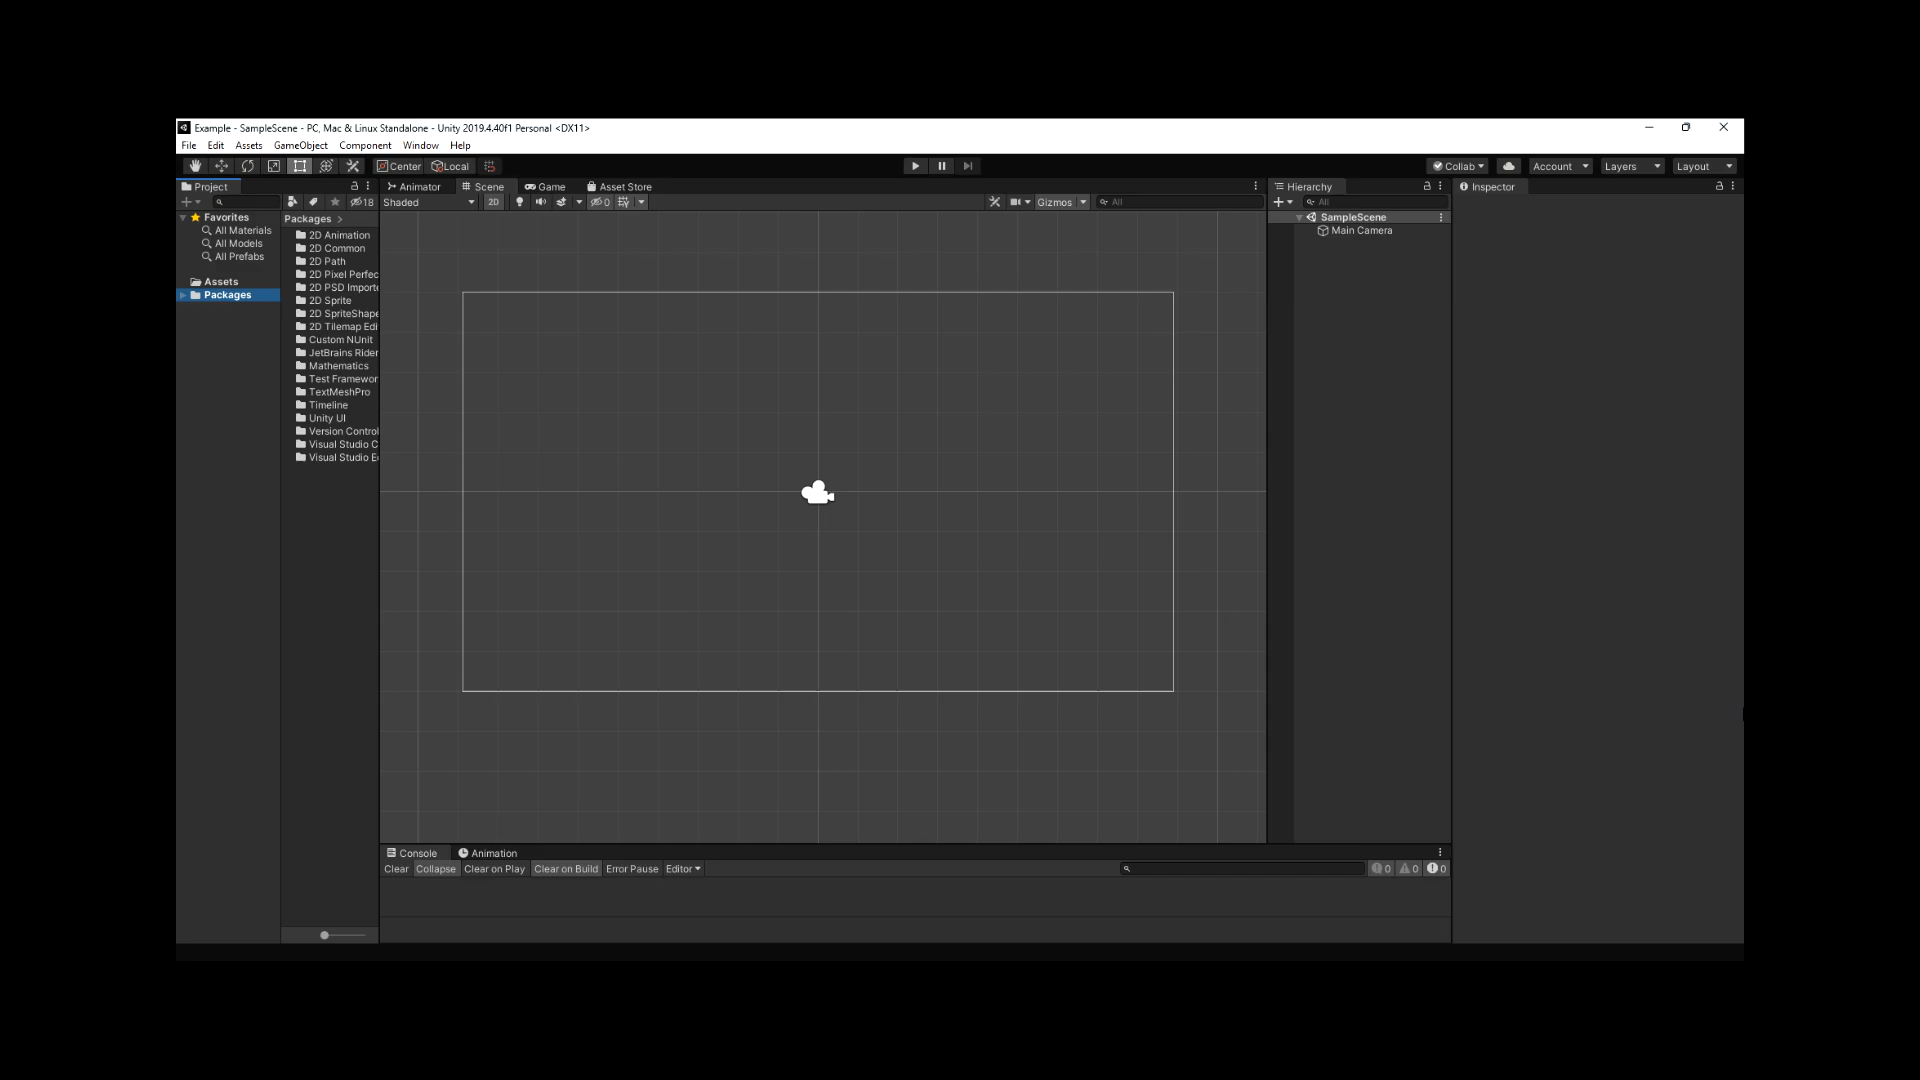 Example - SampleScene - PC, Mac & Linux Standalone - Unity 2019.4.40f1 Personal <DX11>
File Edit Assets GameObject Component Window Help
Center Local Collab Account Layers Layout
Project
18
Favorites
All Materials
All Models
All Prefabs
Assets
Packages
Packages >
2D Animation
2D Common
2D Path
2D Pixel Perfec
2D PSD Importe
2D Sprite
2D SpriteShape
2D Tilemap Edi
Custom NUnit
JetBrains Rider
Mathematics
Test Framewor
TextMeshPro
Timeline
Unity UI
Version Control
Visual Studio C
Visual Studio E
Animator Scene Game Asset Store
Shaded 2D 0 Gizmos All
Hierarchy
All
SampleScene
Main Camera
Inspector
Console Animation
Clear Collapse Clear on Play Clear on Build Error Pause Editor 0 0 0